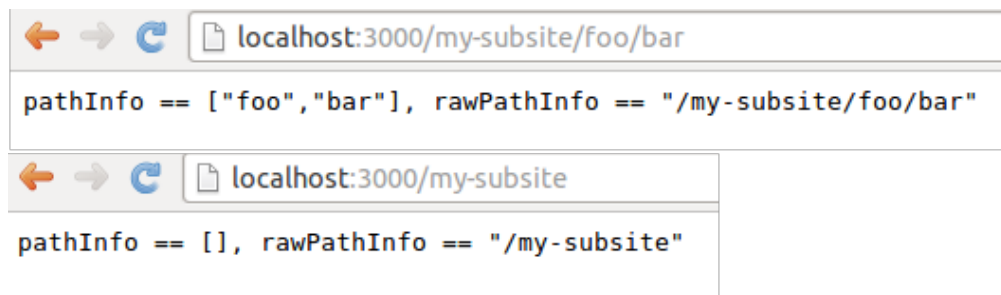 localhost:3000/my-subsite/foo/bar
pathInfo == ["foo","bar"], rawPathInfo == "/my-subsite/foo/bar"
localhost:3000/my-subsite
pathInfo == [], rawPathInfo == "/my-subsite"